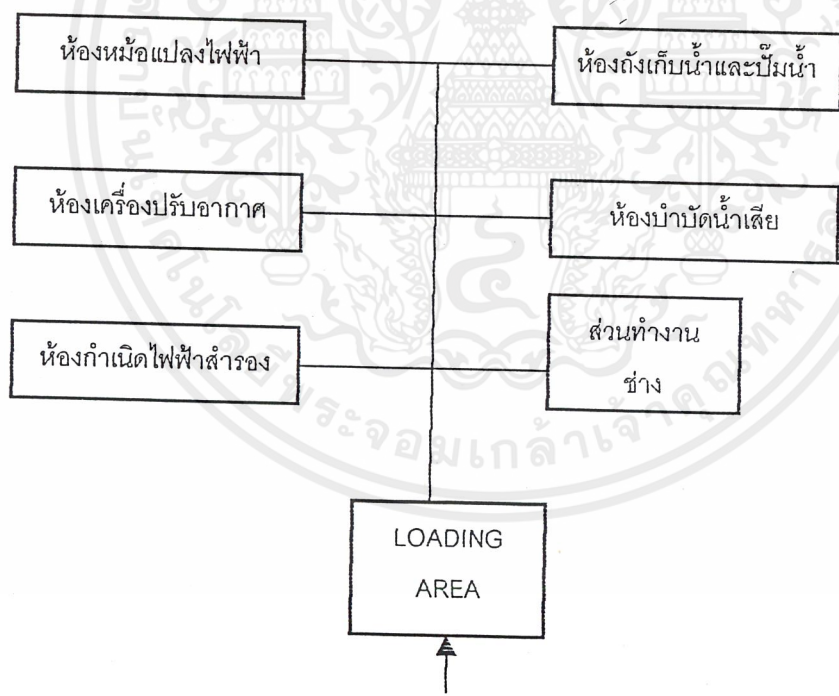 ห้องหม้อแปลงไฟฟ้า
ห้องถังเก็บน้ำและปั๊มน้ำ
ห้องเครื่องปรับอากาศ
ห้องบำบัดน้ำเสีย
ห้องกำเนิดไฟฟ้าสำรอง
ส่วนทำงาน
ช่าง
LOADING
AREA